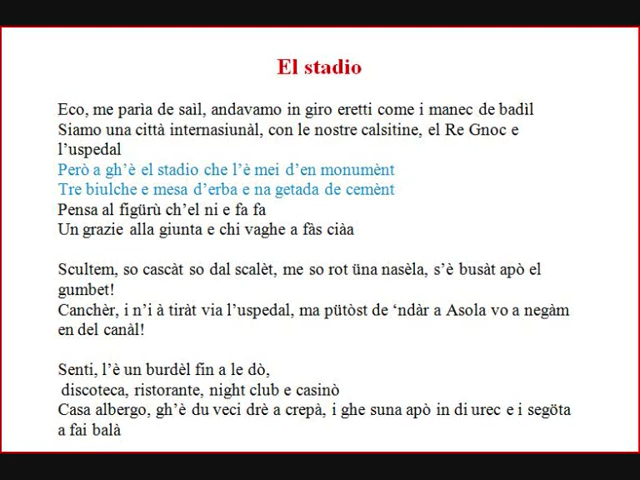 El stadio
Eco, me parìa de saìl, andavamo in giro eretti come i manec de badìl
Siamo una città internasiunàl, con le nostre calsitine, el Re Gnoc e
l’uspedal
Però a gh’è el stadio che l’è mei d’en monumènt
Tre biulche e mesa d’erba e na getada de cemènt
Pensa al figürù ch’el ni e fa fa
Un grazie alla giunta e chi vaghe a fàs ciàa
Scultem, so cascàt so dal scalèt, me so rot üna nasèla, s’è busàt apò el
gumbet!
Canchèr, i n’i à tiràt via l’uspedal, ma pütòst de ‘ndàr a Asola vo a negàm
en del canàl!
Senti, l’è un burdèl fin a le dò,
discoteca, ristorante, night club e casinò
Casa albergo, gh’è du veci drè a crepà, i ghe suna apò in di urec e i segöta
a fai balà